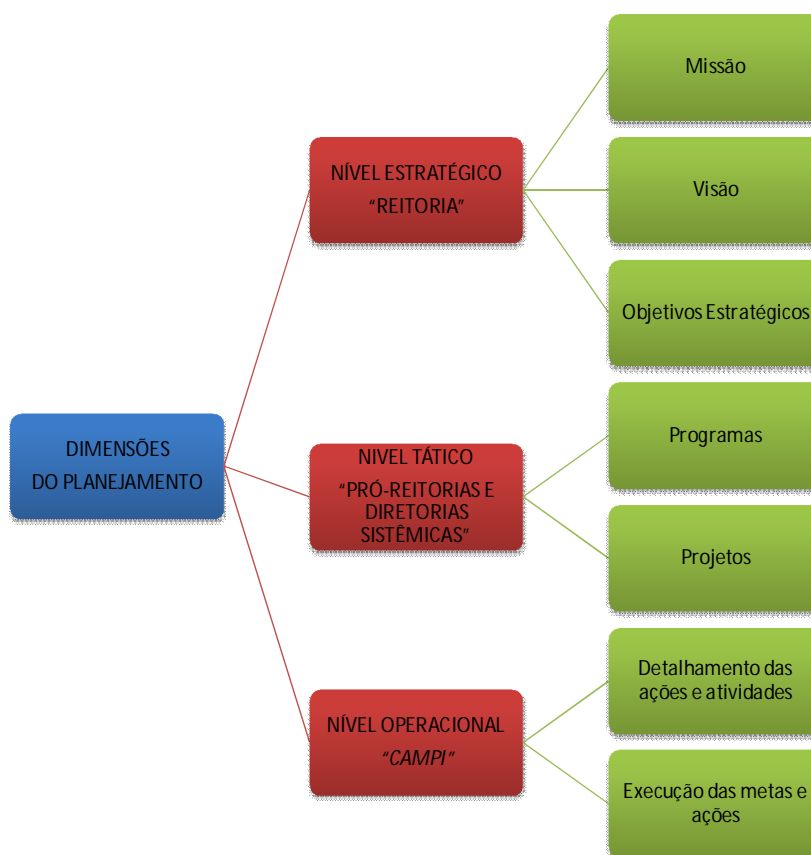 DIMENSÕES
DO PLANEJAMENTO
NÍVEL ESTRATÉGICO
“REITORIA”
Missão
Visão
Objetivos Estratégicos
NIVEL TÁTICO
“PRÓ-REITORIAS E
DIRETORIAS
SISTÊMICAS”
Programas
Projetos
NÍVEL OPERACIONAL
“CAMPI”
Detalhamento das
ações e atividades
Execução das metas e
ações